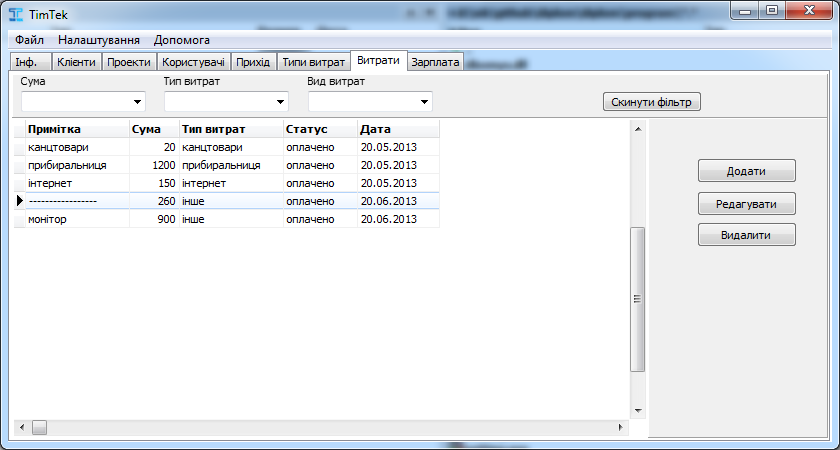 TimTek
Файл Налаштування Допомога
Інф. Клієнти Проекти Користувачі Прихід Типи витрат Витрати Зарплата
Сума Тип витрат Вид витрат
Скинути фільтр
Примітка Сума Тип витрат Статус Дата
канцтовари 20 канцтовари оплачено 20.05.2013
прибиральниця 1200 прибиральниця оплачено 20.05.2013
інтернет 150 інтернет оплачено 20.05.2013
----------------- 260 інше оплачено 20.06.2013
монітор 900 інше оплачено 20.06.2013
Додати
Редагувати
Видалити